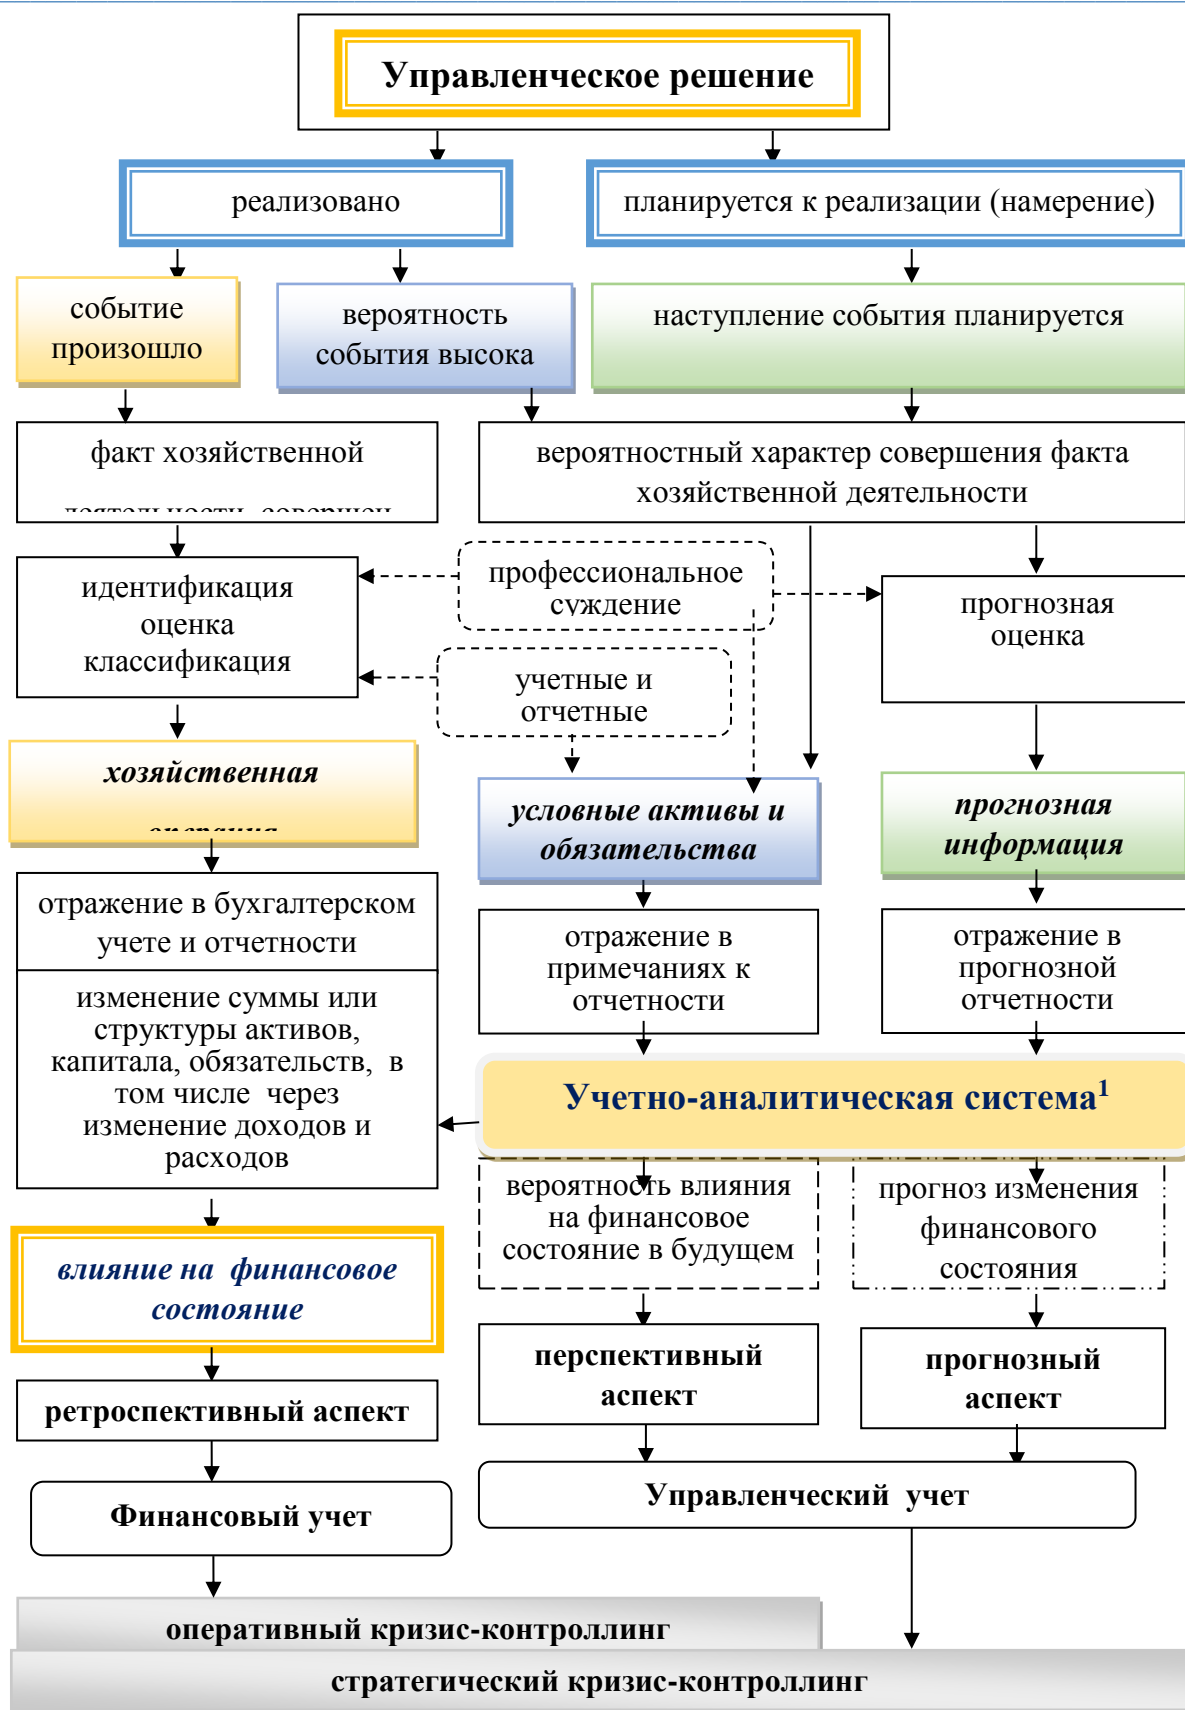 Управленческое решение
реализовано
планируется к реализации (намерение)
событие
произошло
вероятность
события высока
наступление события планируется
факт хозяйственной
деятельности совершен
вероятностный характер совершения факта
хозяйственной деятельности
профессиональное
суждение
идентификация
оценка
классификация
прогнозная
оценка
учетные и
отчетные
хозяйственная
операция
условные активы и
обязательства
прогнозная
информация
отражение в бухгалтерском
учете и отчетности
отражение в
примечаниях к
отчетности
отражение в
прогнозной
отчетности
изменение суммы или
структуры активов,
капитала, обязательств, в
том числе через
изменение доходов и
расходов
Учетно-аналитическая система¹
вероятность влияния
на финансовое
состояние в будущем
прогноз изменения
финансового
состояния
влияние на финансовое
состояние
перспективный
аспект
прогнозный
аспект
ретроспективный аспект
Финансовый учет
Управленческий учет
оперативный кризис-контроллинг
стратегический кризис-контроллинг